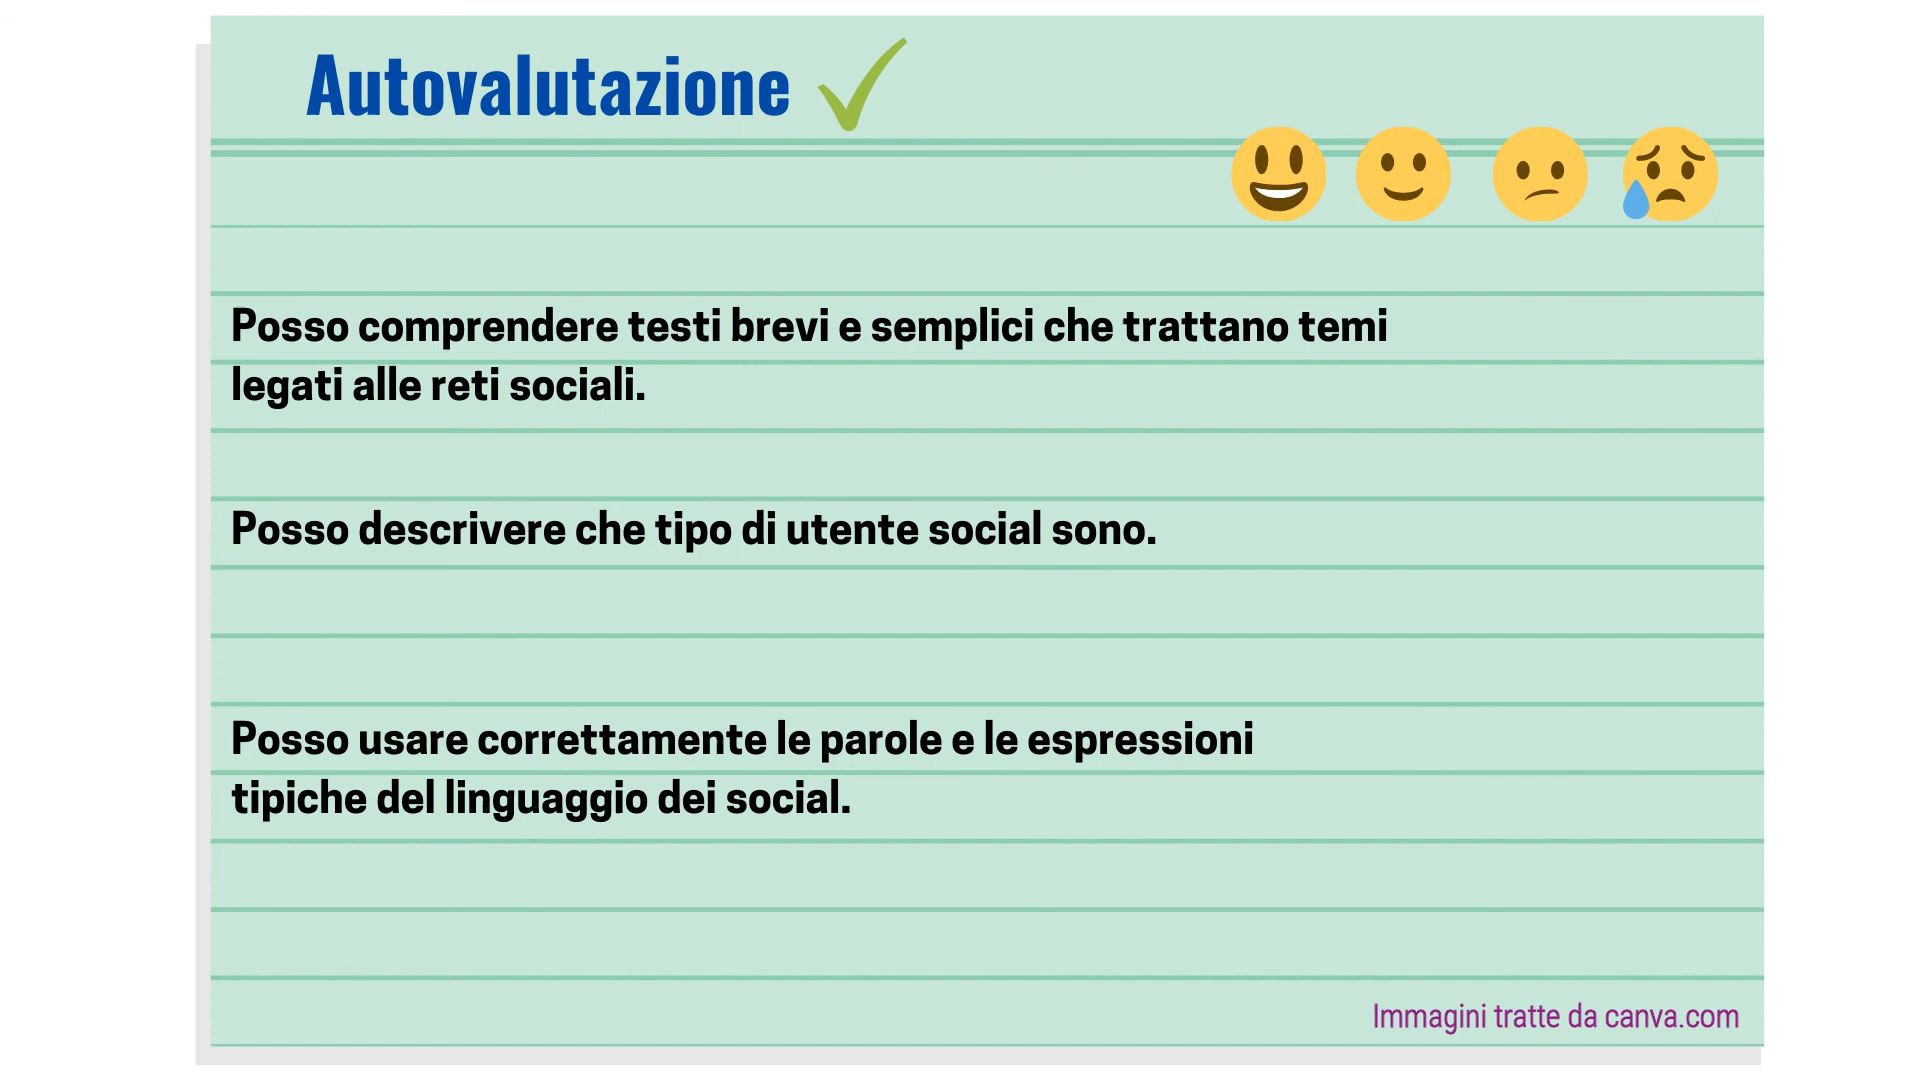 Autovalutazione
Posso comprendere testi brevi e semplici che trattano temi
legati alle reti sociali.
Posso descrivere che tipo di utente social sono.
Posso usare correttamente le parole e le espressioni
tipiche del linguaggio dei social.
Immagini tratte da canva.com